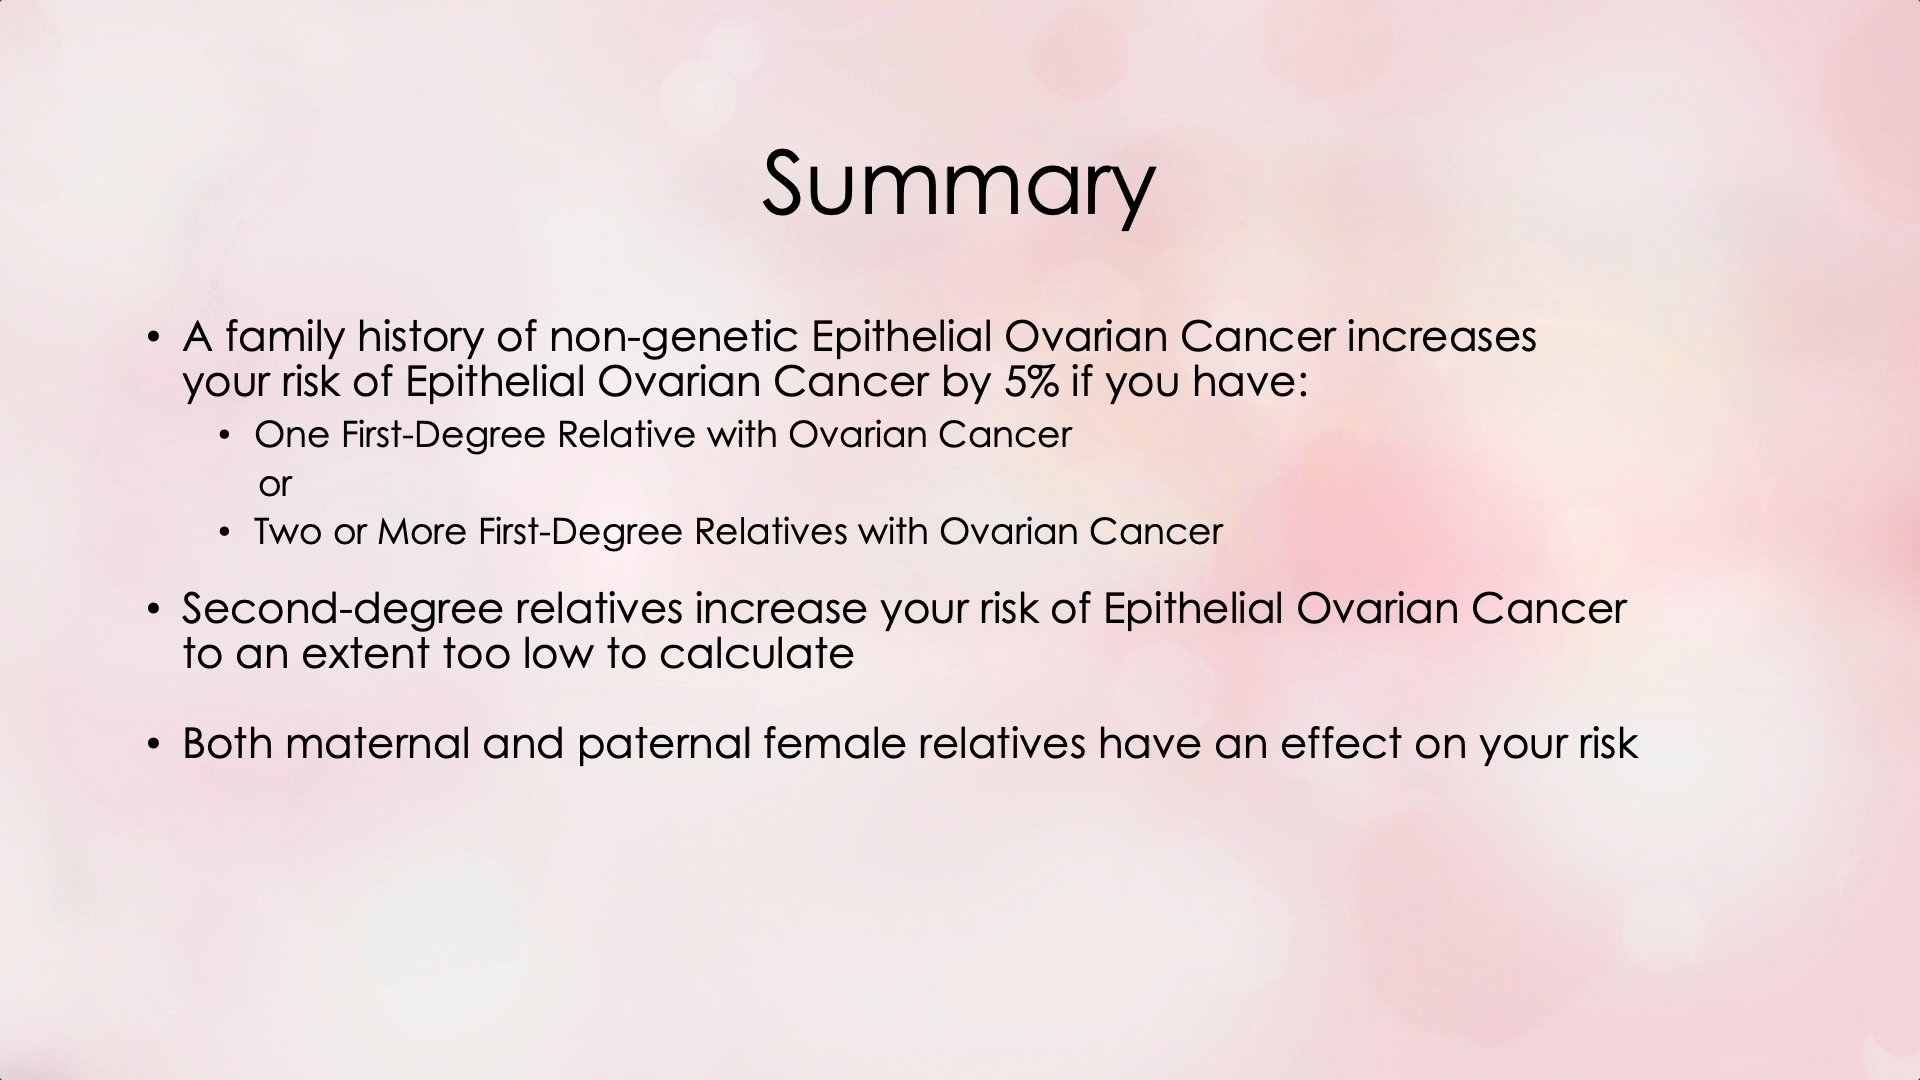 Summary
• A family history of non-genetic Epithelial Ovarian Cancer increases
your risk of Epithelial Ovarian Cancer by 5% if you have:
• One First-Degree Relative with Ovarian Cancer
or
• Two or More First-Degree Relatives with Ovarian Cancer
• Second-degree relatives increase your risk of Epithelial Ovarian Cancer
to an extent too low to calculate
• Both maternal and paternal female relatives have an effect on your risk